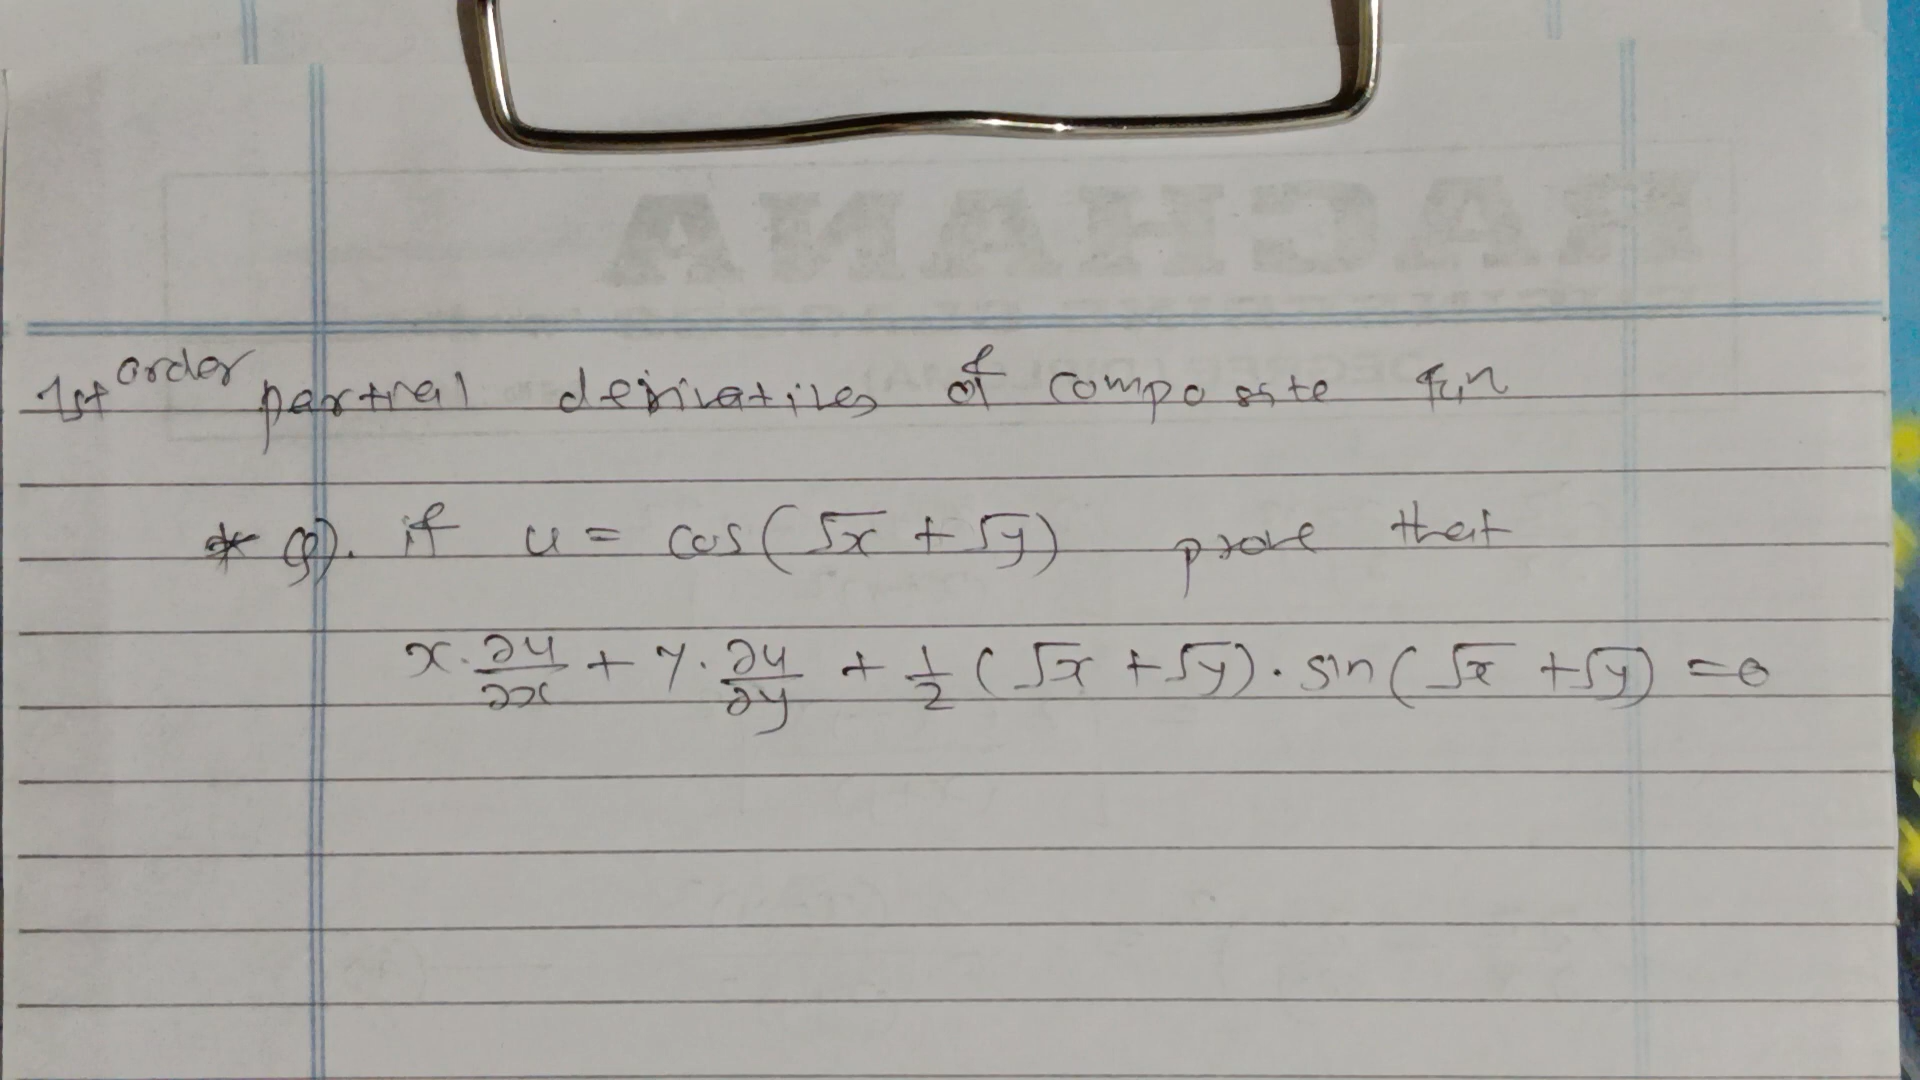 1st order partial derivatives of composite fun
* Q). if u = cos(√x + √y) prove that
x·∂u/∂x + y·∂u/∂y + 1/2 (√x + √y)· sin(√x + √y) = 0